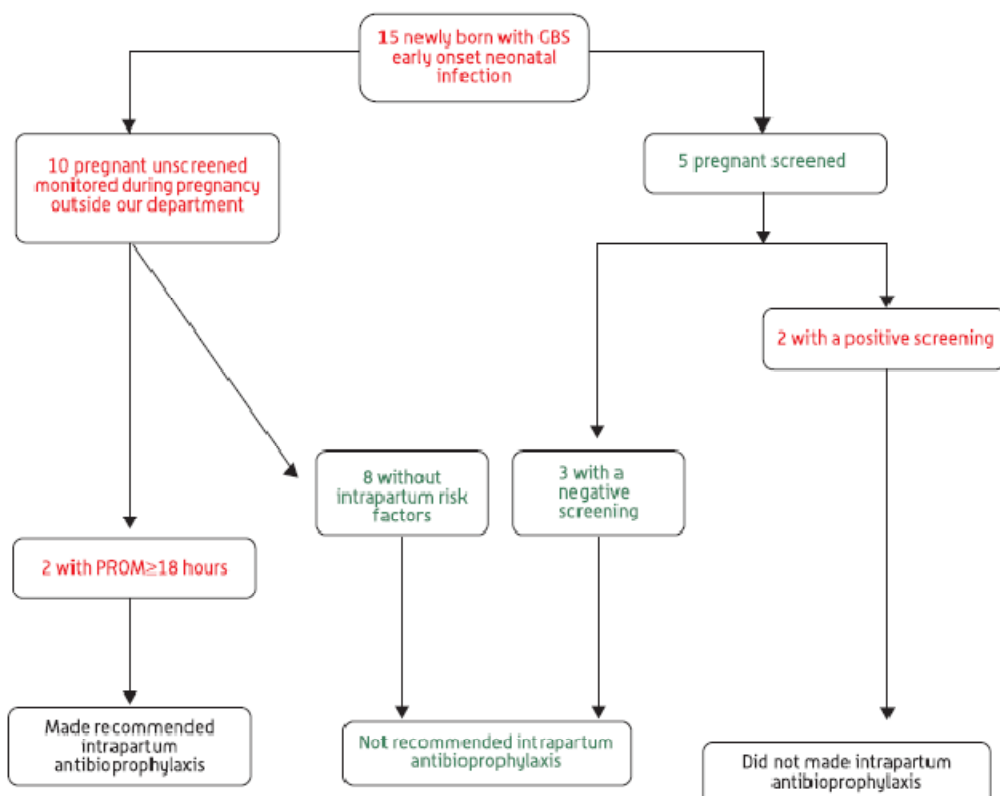 15 newly born with GBS
early onset neonatal
infection
10 pregnant unscreened
monitored during pregnancy
outside our department
5 pregnant screened
2 with a positive screening
8 without
intrapartum risk
factors
3 with a
negative
screening
2 with PROM≥18 hours
Made recommended
intrapartum
antibioprophylaxis
Not recommended intrapartum
antibioprophylaxis
Did not made intrapartum
antibioprophylaxis